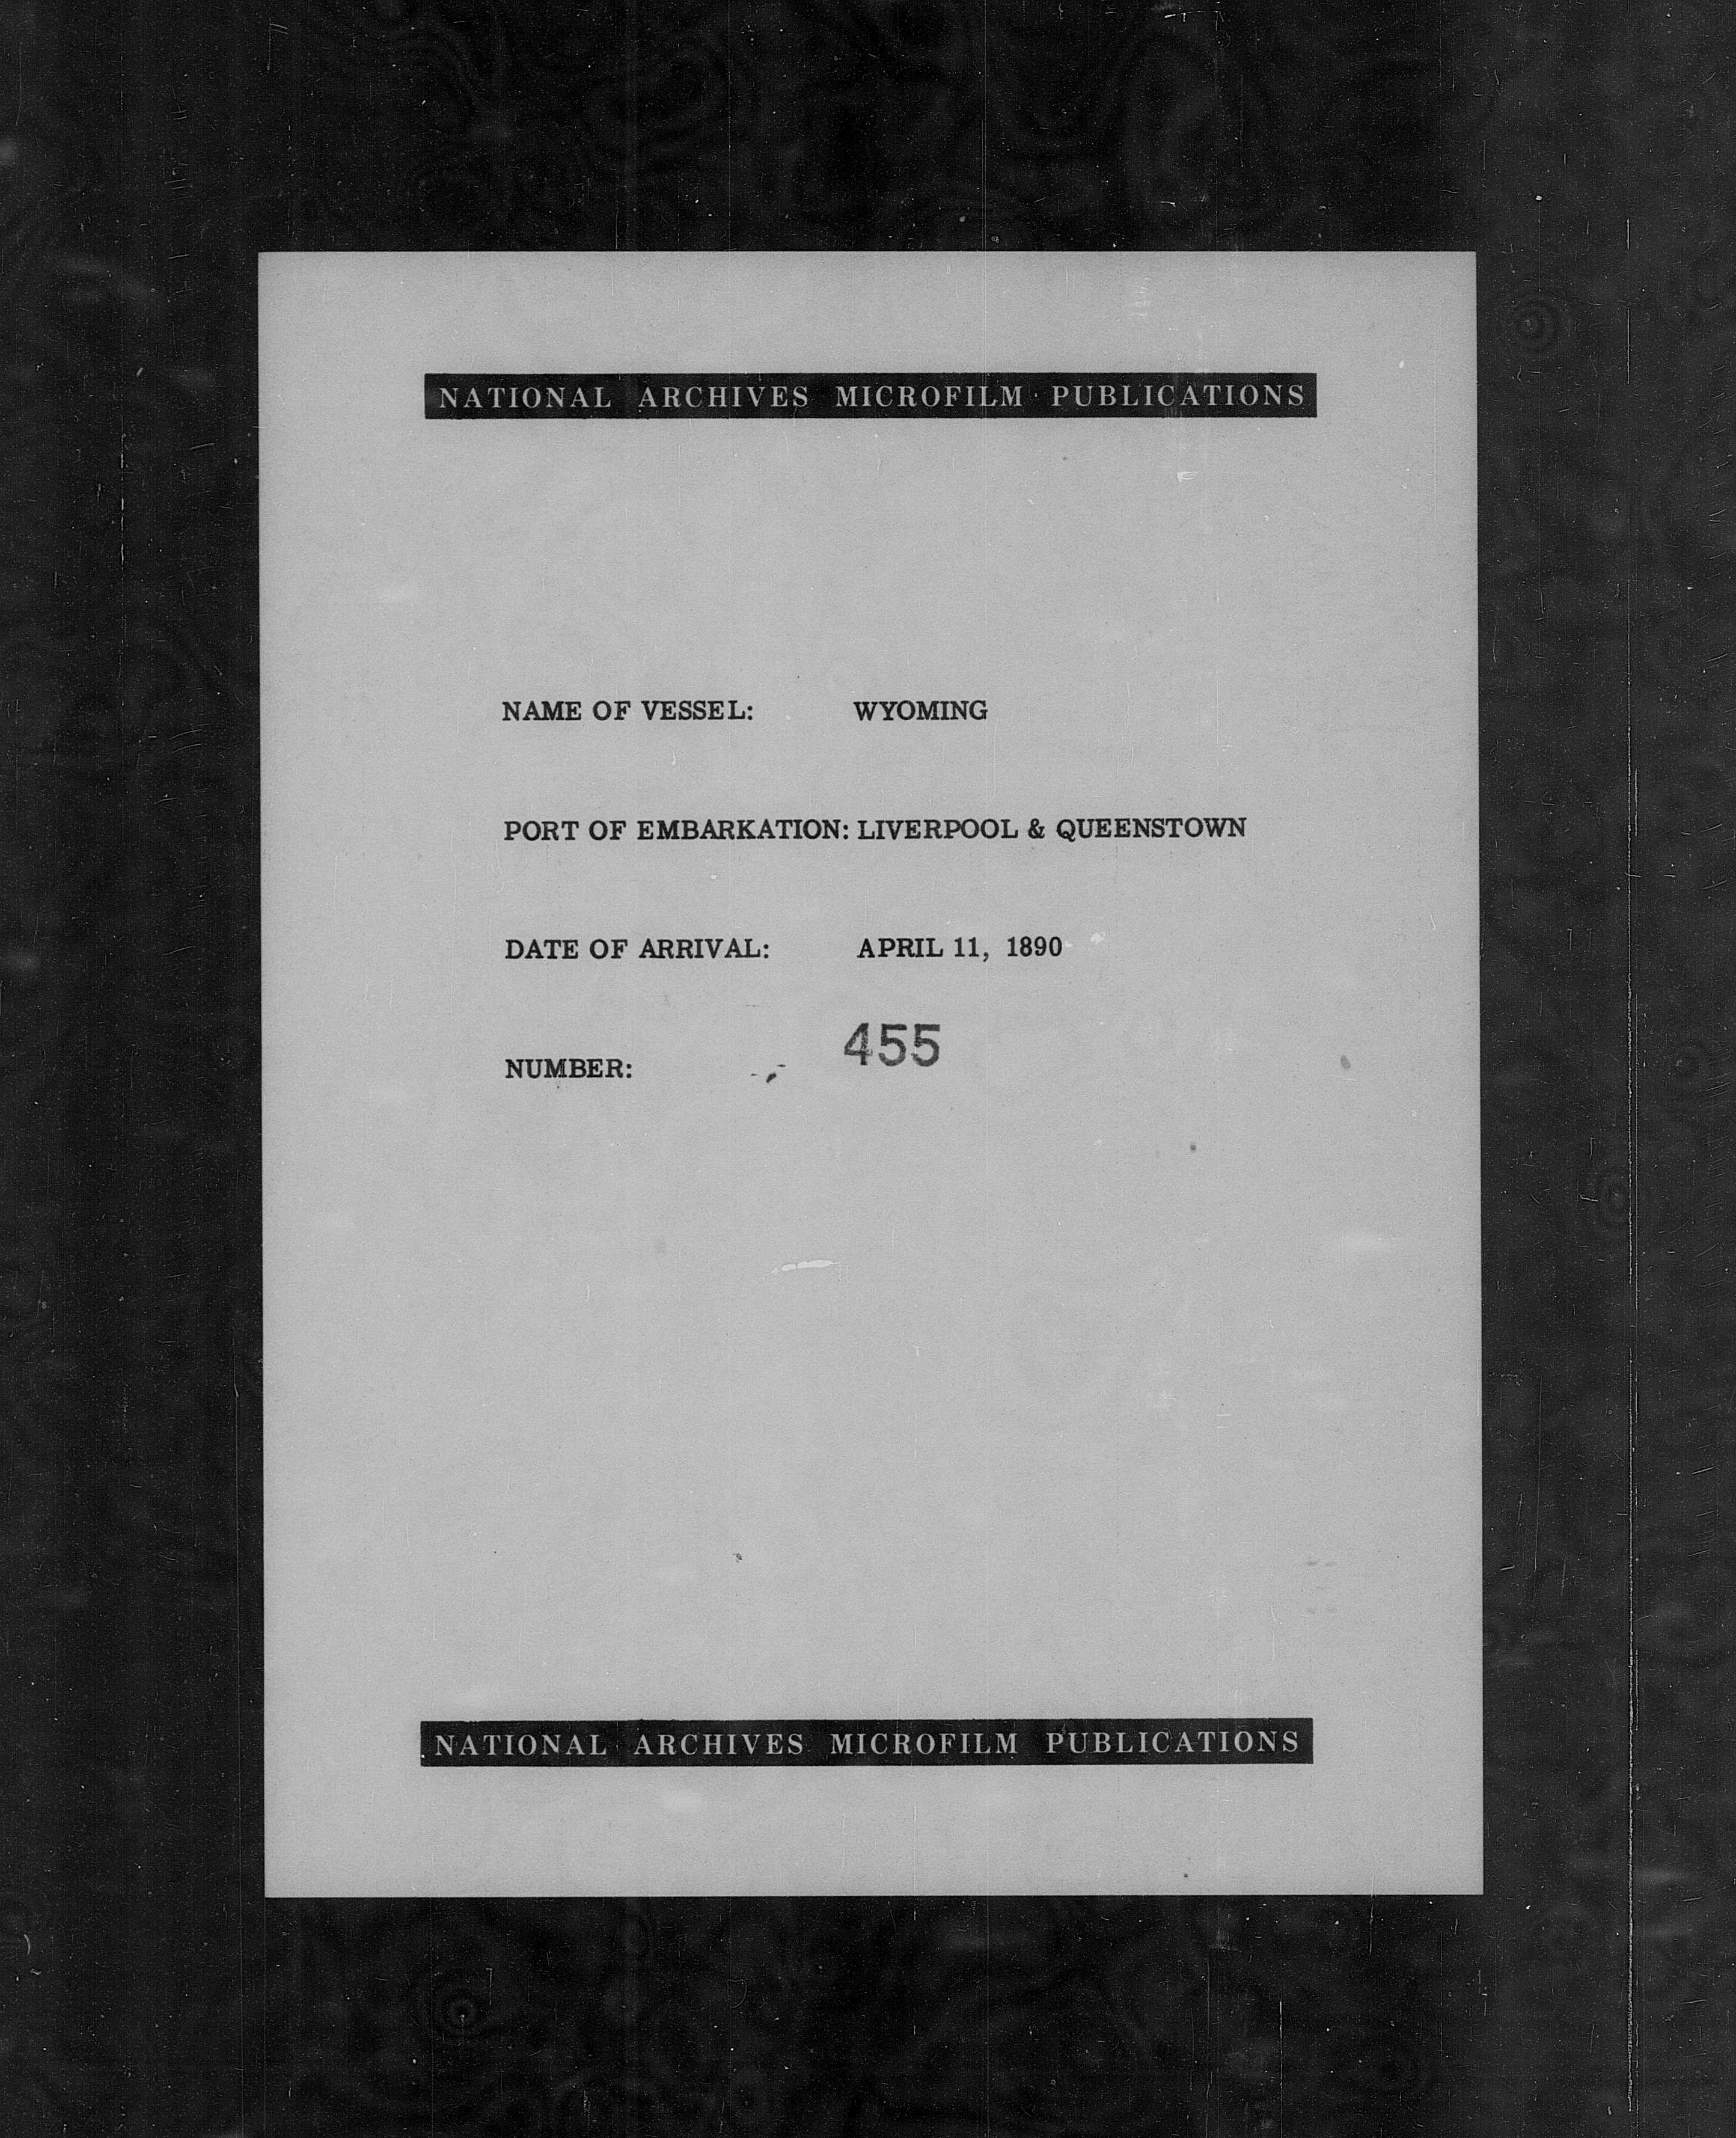 NATIONAL ARCHIVES MICROFILM PUBLICATIONS
NAME OF VESSEL: WYOMING
PORT OF EMBARKATION: LIVERPOOL & QUEENSTOWN
DATE OF ARRIVAL: APRIL 11, 1890
NUMBER: 455
NATIONAL ARCHIVES MICROFILM PUBLICATIONS